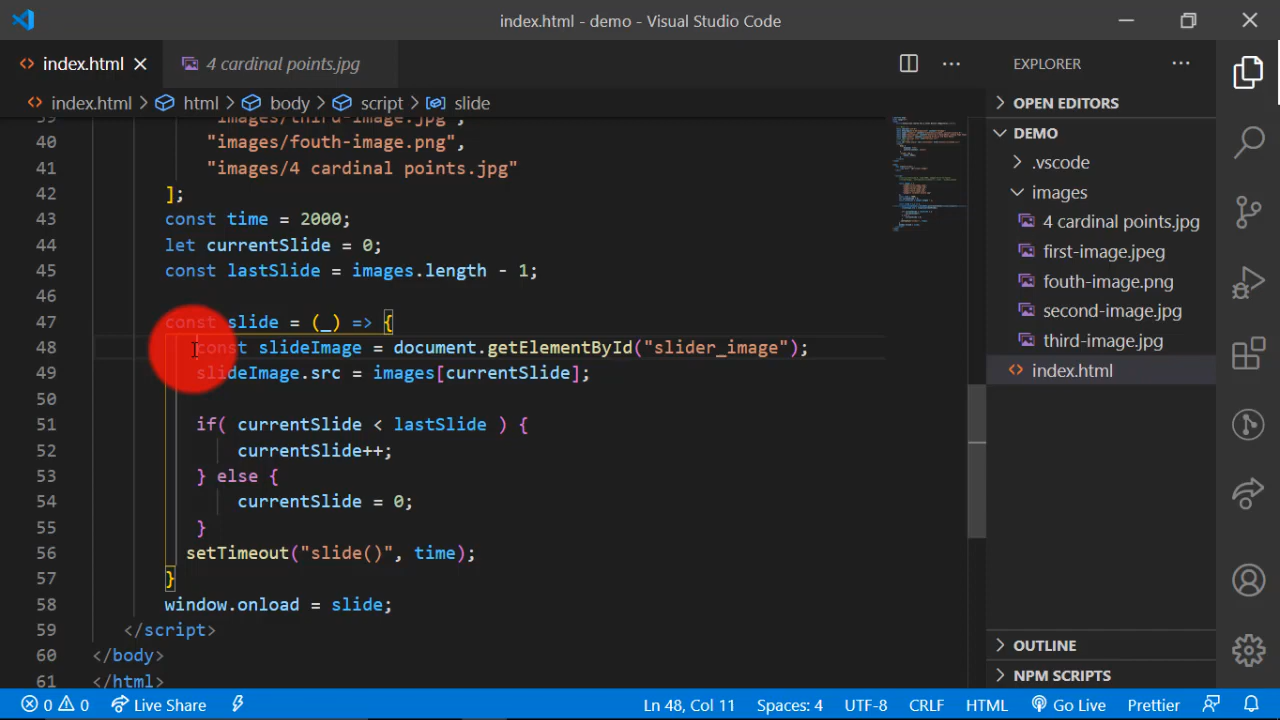 index.html - demo - Visual Studio Code
index.html
4 cardinal points.jpg
index.html > html > body > script > slide
39 "images/third-image.jpg",
40 "images/fouth-image.png",
41 "images/4 cardinal points.jpg"
42 ];
43 const time = 2000;
44 let currentSlide = 0;
45 const lastSlide = images.length - 1;
46
47 const slide = (_) => {
48 const slideImage = document.getElementById("slider_image");
49 slideImage.src = images[currentSlide];
50
51 if( currentSlide < lastSlide ) {
52 currentSlide++;
53 } else {
54 currentSlide = 0;
55 }
56 setTimeout("slide()", time);
57 }
58 window.onload = slide;
59 </script>
60 </body>
61 </html>
EXPLORER
OPEN EDITORS
DEMO
.vscode
images
4 cardinal points.jpg
first-image.jpeg
fouth-image.png
second-image.jpg
third-image.jpg
index.html
OUTLINE
NPM SCRIPTS
0 0 Live Share Ln 48, Col 11 Spaces: 4 UTF-8 CRLF HTML Go Live Prettier